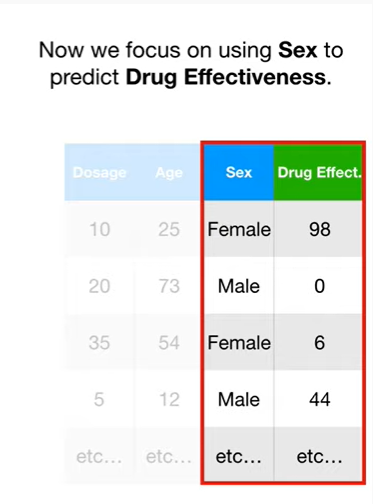 Now we focus on using Sex to
predict Drug Effectiveness.
Dosage Age Sex Drug Effect.
10 25 Female 98
20 73 Male 0
35 54 Female 6
5 12 Male 44
etc... etc... etc... etc...